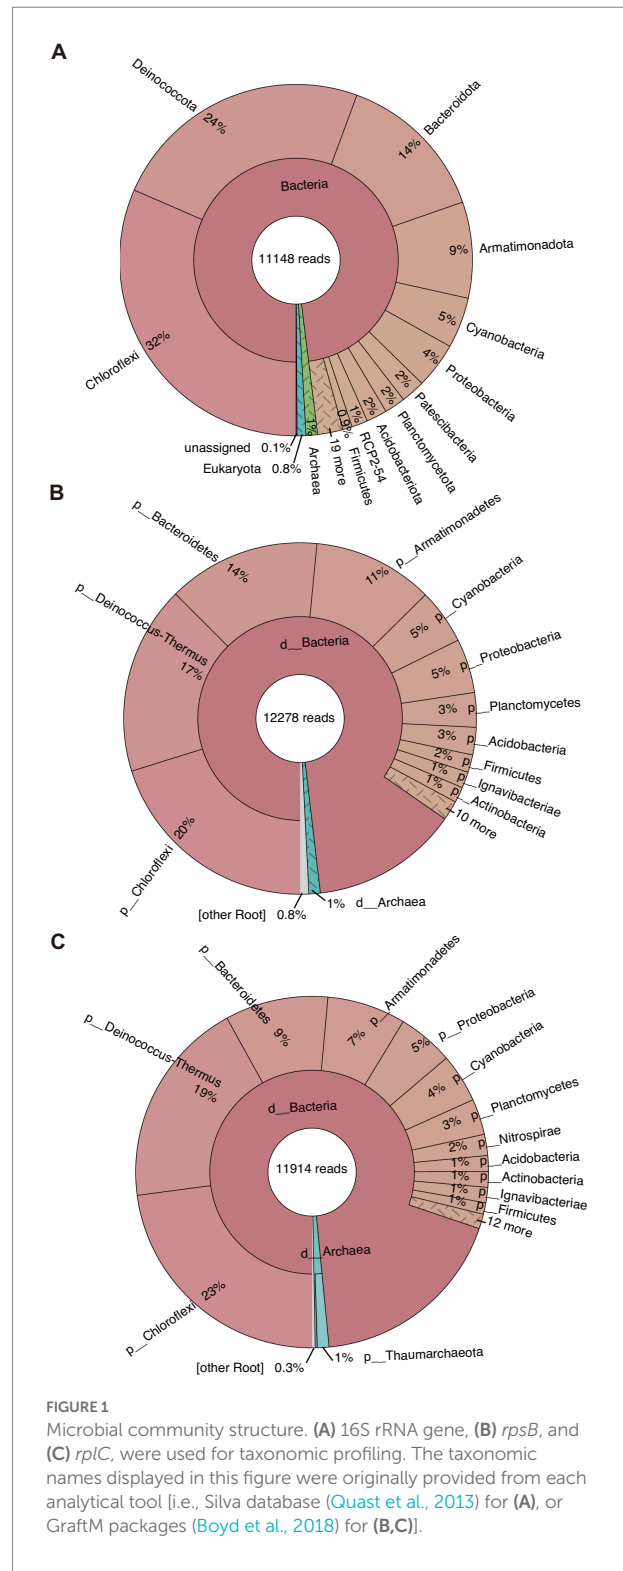 A
Deinococcota
24%
Bacteroidota
14%
Bacteria
Armatimonadota
9%
11148 reads
Cyanobacteria
5%
Proteobacteria
4%
Patescibacteria
2%
Planctomycetota
2%
Acidobacteriota
2%
RCP2-54
1%
Firmicutes
0.9%
19 more
Archaea
1%
Chloroflexi
32%
unassigned 0.1%
Eukaryota 0.8%
B
p__Bacteroidetes
14%
p__Armatimonadetes
11%
p__Deinococcus-Thermus
17%
d__Bacteria
p__Cyanobacteria
5%
p__Proteobacteria
5%
12278 reads
p__Planctomycetes
3%
p__Acidobacteria
3%
p__Firmicutes
2%
p__Ignavibacteriae
1%
p__Actinobacteria
1%
10 more
p__Chloroflexi
20%
1% d__Archaea
[other Root] 0.8%
C
p__Bacteroidetes
9%
p__Armatimonadetes
7%
p__Proteobacteria
5%
p__Deinococcus-Thermus
19%
p__Cyanobacteria
4%
d__Bacteria
p__Planctomycetes
3%
p__Nitrospirae
2%
11914 reads
p__Acidobacteria
1%
p__Actinobacteria
1%
p__Ignavibacteriae
1%
p__Firmicutes
1%
12 more
d__Archaea
p__Chloroflexi
23%
1% p__Thaumarchaeota
[other Root] 0.3%
FIGURE 1
Microbial community structure. (A) 16S rRNA gene, (B) rpsB, and
(C) rplC, were used for taxonomic profiling. The taxonomic
names displayed in this figure were originally provided from each
analytical tool [i.e., Silva database (Quast et al., 2013) for (A), or
GraftM packages (Boyd et al., 2018) for (B,C)].